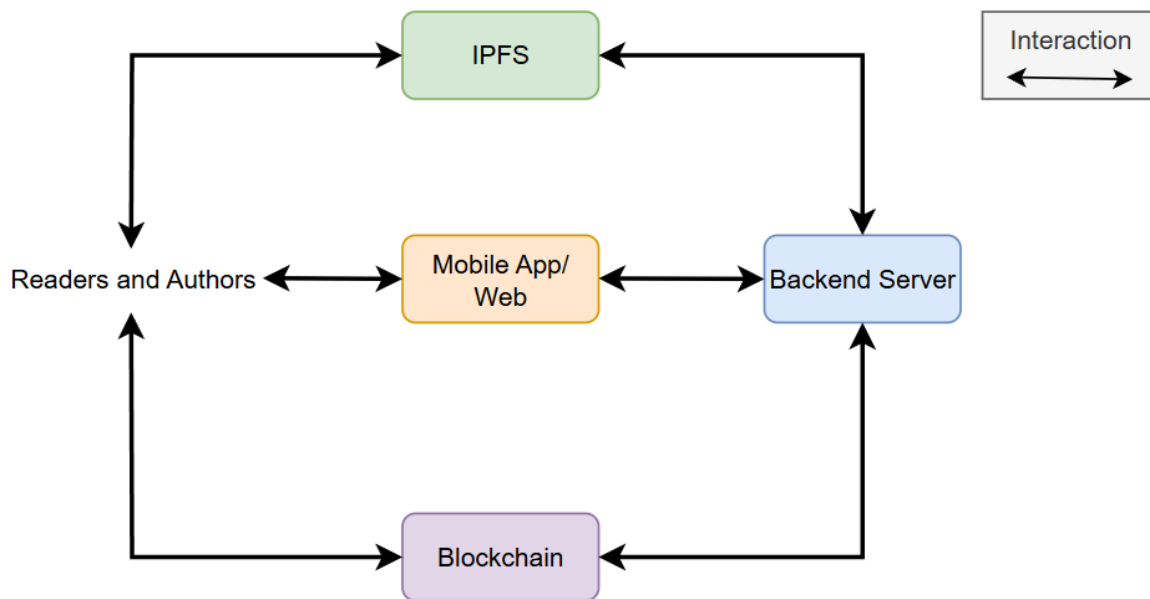 IPFS
Interaction
Readers and Authors
Mobile App/
Web
Backend Server
Blockchain